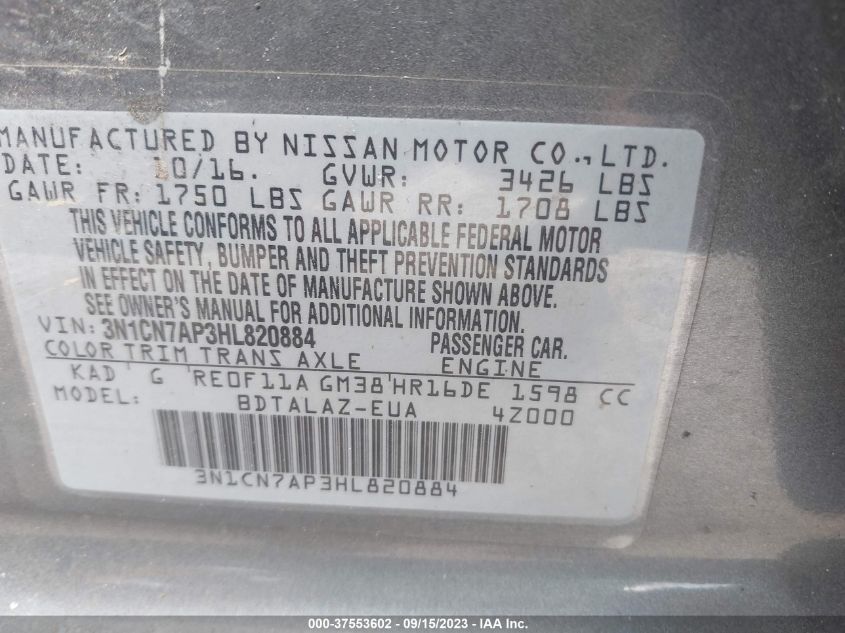 MANUFACTURED BY NISSAN MOTOR CO., LTD.
DATE: 10/16. GVWR: 3426 LBS
GAWR FR: 1750 LBS GAWR RR: 1708 LBS
THIS VEHICLE CONFORMS TO ALL APPLICABLE FEDERAL MOTOR
VEHICLE SAFETY, BUMPER AND THEFT PREVENTION STANDARDS
IN EFFECT ON THE DATE OF MANUFACTURE SHOWN ABOVE.
SEE OWNER'S MANUAL FOR ADDITIONAL INFORMATION.
VIN: 3N1CN7AP3HL820884 PASSENGER CAR.
COLOR TRIM TRANS AXLE ENGINE
KAD G RE0F11A GM38 HR16DE 1598 CC
MODEL: BDTALAZ-EUA 4Z000
3N1CN7AP3HL820884
000-37553602 - 09/15/2023 - IAA Inc.